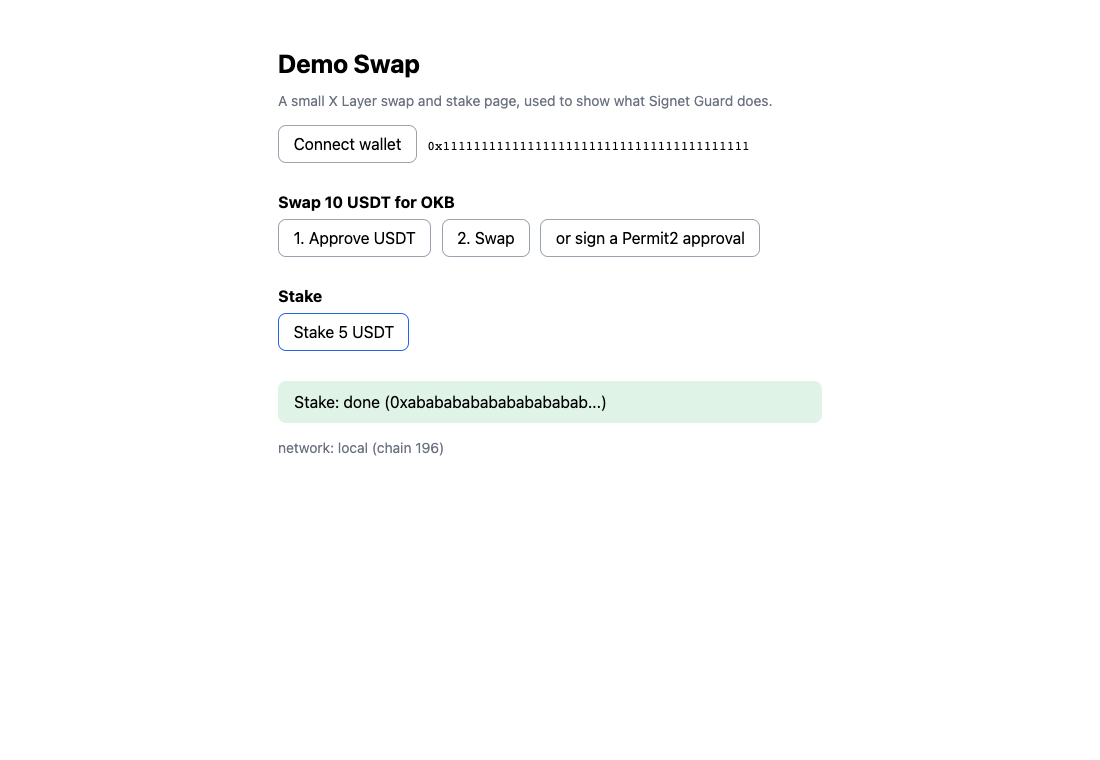 Demo Swap
A small X Layer swap and stake page, used to show what Signet Guard does.
Connect wallet 0x1111111111111111111111111111111111111111
Swap 10 USDT for OKB
1. Approve USDT 2. Swap or sign a Permit2 approval
Stake
Stake 5 USDT
Stake: done (0xabababababababababab...)
network: local (chain 196)